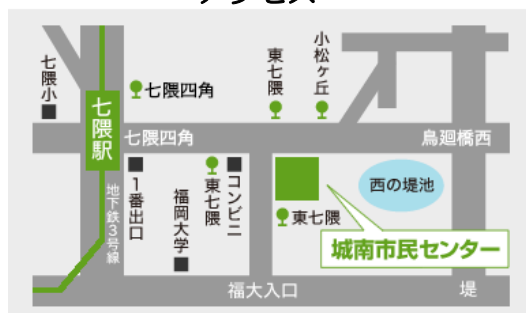 アクセス
七隈小
七隈四角
東七隈
小松ヶ丘
七隈駅
七隈四角
鳥廻橋西
地下鉄3号線
1番出口
福岡大学
東七隈
コンビニ
西の堤池
東七隈
城南市民センター
福大入口
堤